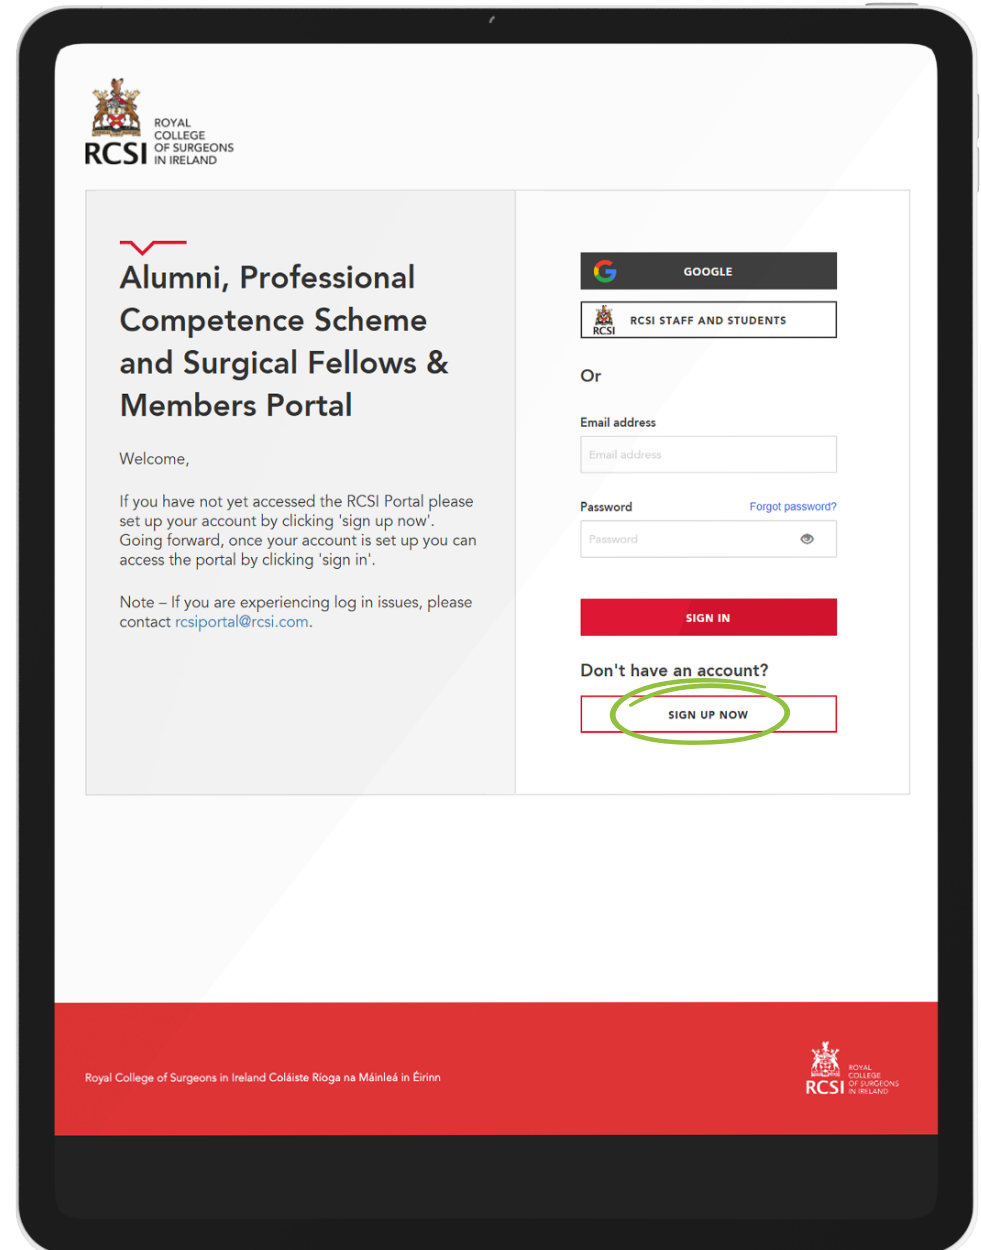 ROYAL
COLLEGE
OF SURGEONS
IN IRELAND
RCSI
Alumni, Professional
Competence Scheme
and Surgical Fellows &
Members Portal
Welcome,
If you have not yet accessed the RCSI Portal please
set up your account by clicking 'sign up now'.
Going forward, once your account is set up you can
access the portal by clicking 'sign in'.
Note – If you are experiencing log in issues, please
contact rcsiportal@rcsi.com.
GOOGLE
RCSI
RCSI STAFF AND STUDENTS
Or
Email address
Email address
Password
Forgot password?
Password
SIGN IN
Don't have an account?
SIGN UP NOW
Royal College of Surgeons in Ireland Coláiste Ríoga na Máinleá in Éirinn
RCSI
ROYAL
COLLEGE
OF SURGEONS
IN IRELAND